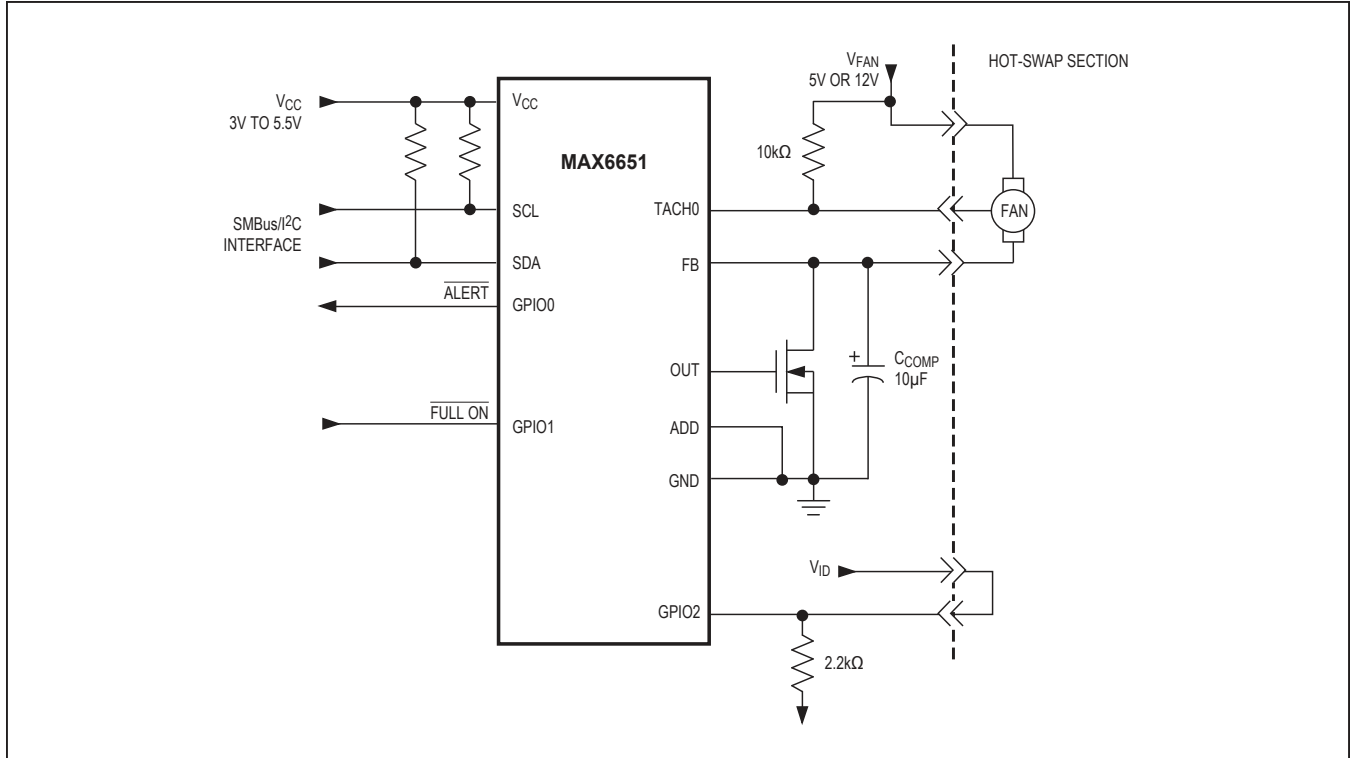 VCC
3V TO 5.5V
SMBus/I2C
INTERFACE
ALERT
FULL ON
VCC
MAX6651
SCL
SDA
GPIO0
GPIO1
TACH0
FB
OUT
ADD
GND
GPIO2
VFAN
5V OR 12V
10kΩ
HOT-SWAP SECTION
FAN
+
CCOMP
10µF
VID
2.2kΩ